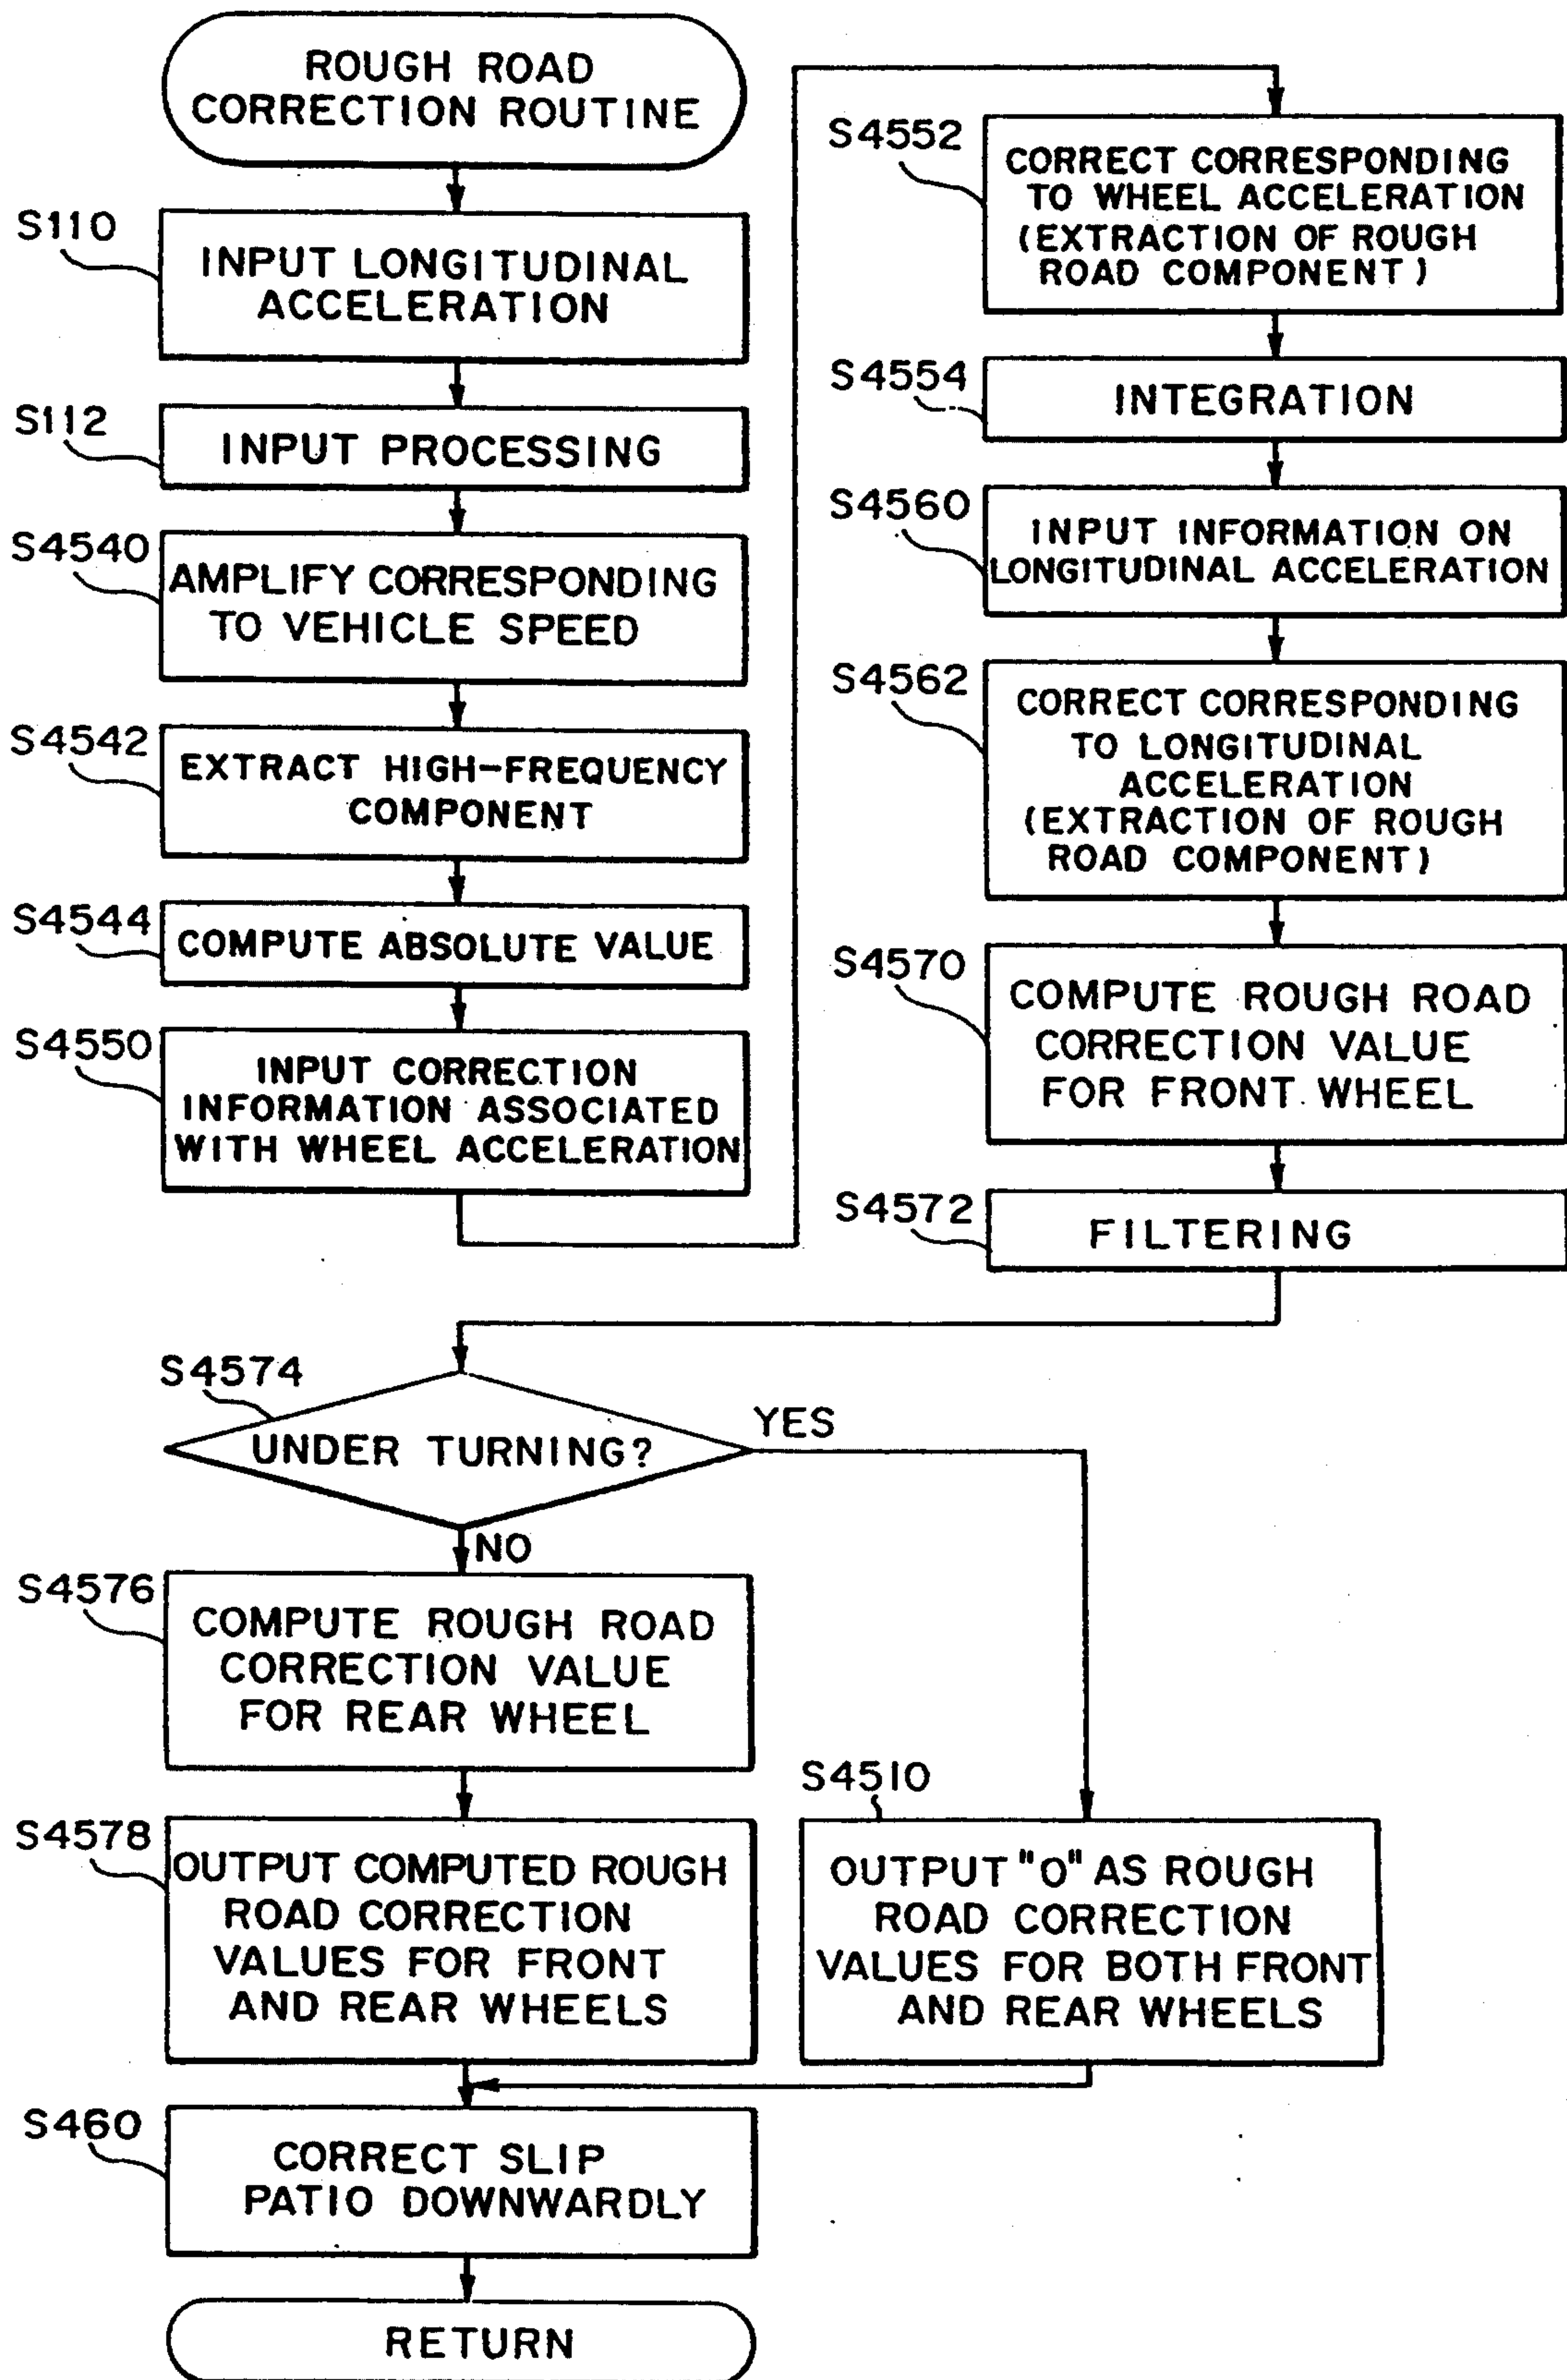 ROUGH ROAD
CORRECTION ROUTINE
S110
INPUT LONGITUDINAL
ACCELERATION
S112
INPUT PROCESSING
S4540
AMPLIFY CORRESPONDING
TO VEHICLE SPEED
S4542
EXTRACT HIGH-FREQUENCY
COMPONENT
S4544
COMPUTE ABSOLUTE VALUE
S4550
INPUT CORRECTION
INFORMATION ASSOCIATED
WITH WHEEL ACCELERATION
S4552
CORRECT CORRESPONDING
TO WHEEL ACCELERATION
(EXTRACTION OF ROUGH
ROAD COMPONENT)
S4554
INTEGRATION
S4560
INPUT INFORMATION ON
LONGITUDINAL ACCELERATION
S4562
CORRECT CORRESPONDING
TO LONGITUDINAL
ACCELERATION
(EXTRACTION OF ROUGH
ROAD COMPONENT)
S4570
COMPUTE ROUGH ROAD
CORRECTION VALUE
FOR FRONT WHEEL
S4572
FILTERING
S4574
UNDER TURNING?
YES
NO
S4576
COMPUTE ROUGH ROAD
CORRECTION VALUE
FOR REAR WHEEL
S4578
OUTPUT COMPUTED ROUGH
ROAD CORRECTION
VALUES FOR FRONT
AND REAR WHEELS
S4510
OUTPUT "0" AS ROUGH
ROAD CORRECTION
VALUES FOR BOTH FRONT
AND REAR WHEELS
S460
CORRECT SLIP
PATIO DOWNWARDLY
RETURN